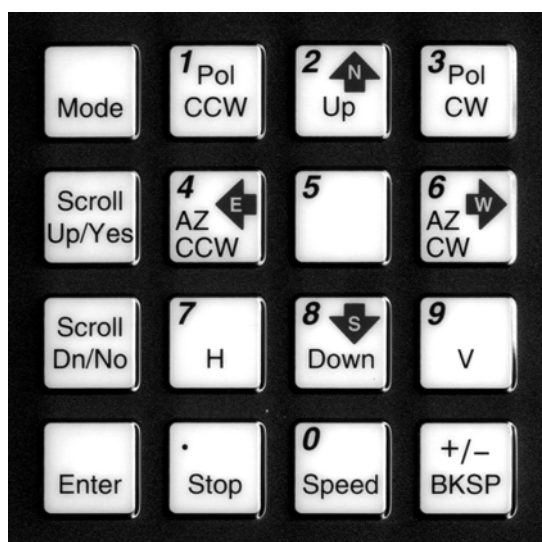 Mode
1 Pol
CCW
2 N
Up
3 Pol
CW
Scroll
Up/Yes
4 E
AZ
CCW
5
6 W
AZ
CW
Scroll
Dn/No
7
H
8 S
Down
9
V
Enter
.
Stop
0
Speed
+/–
BKSP